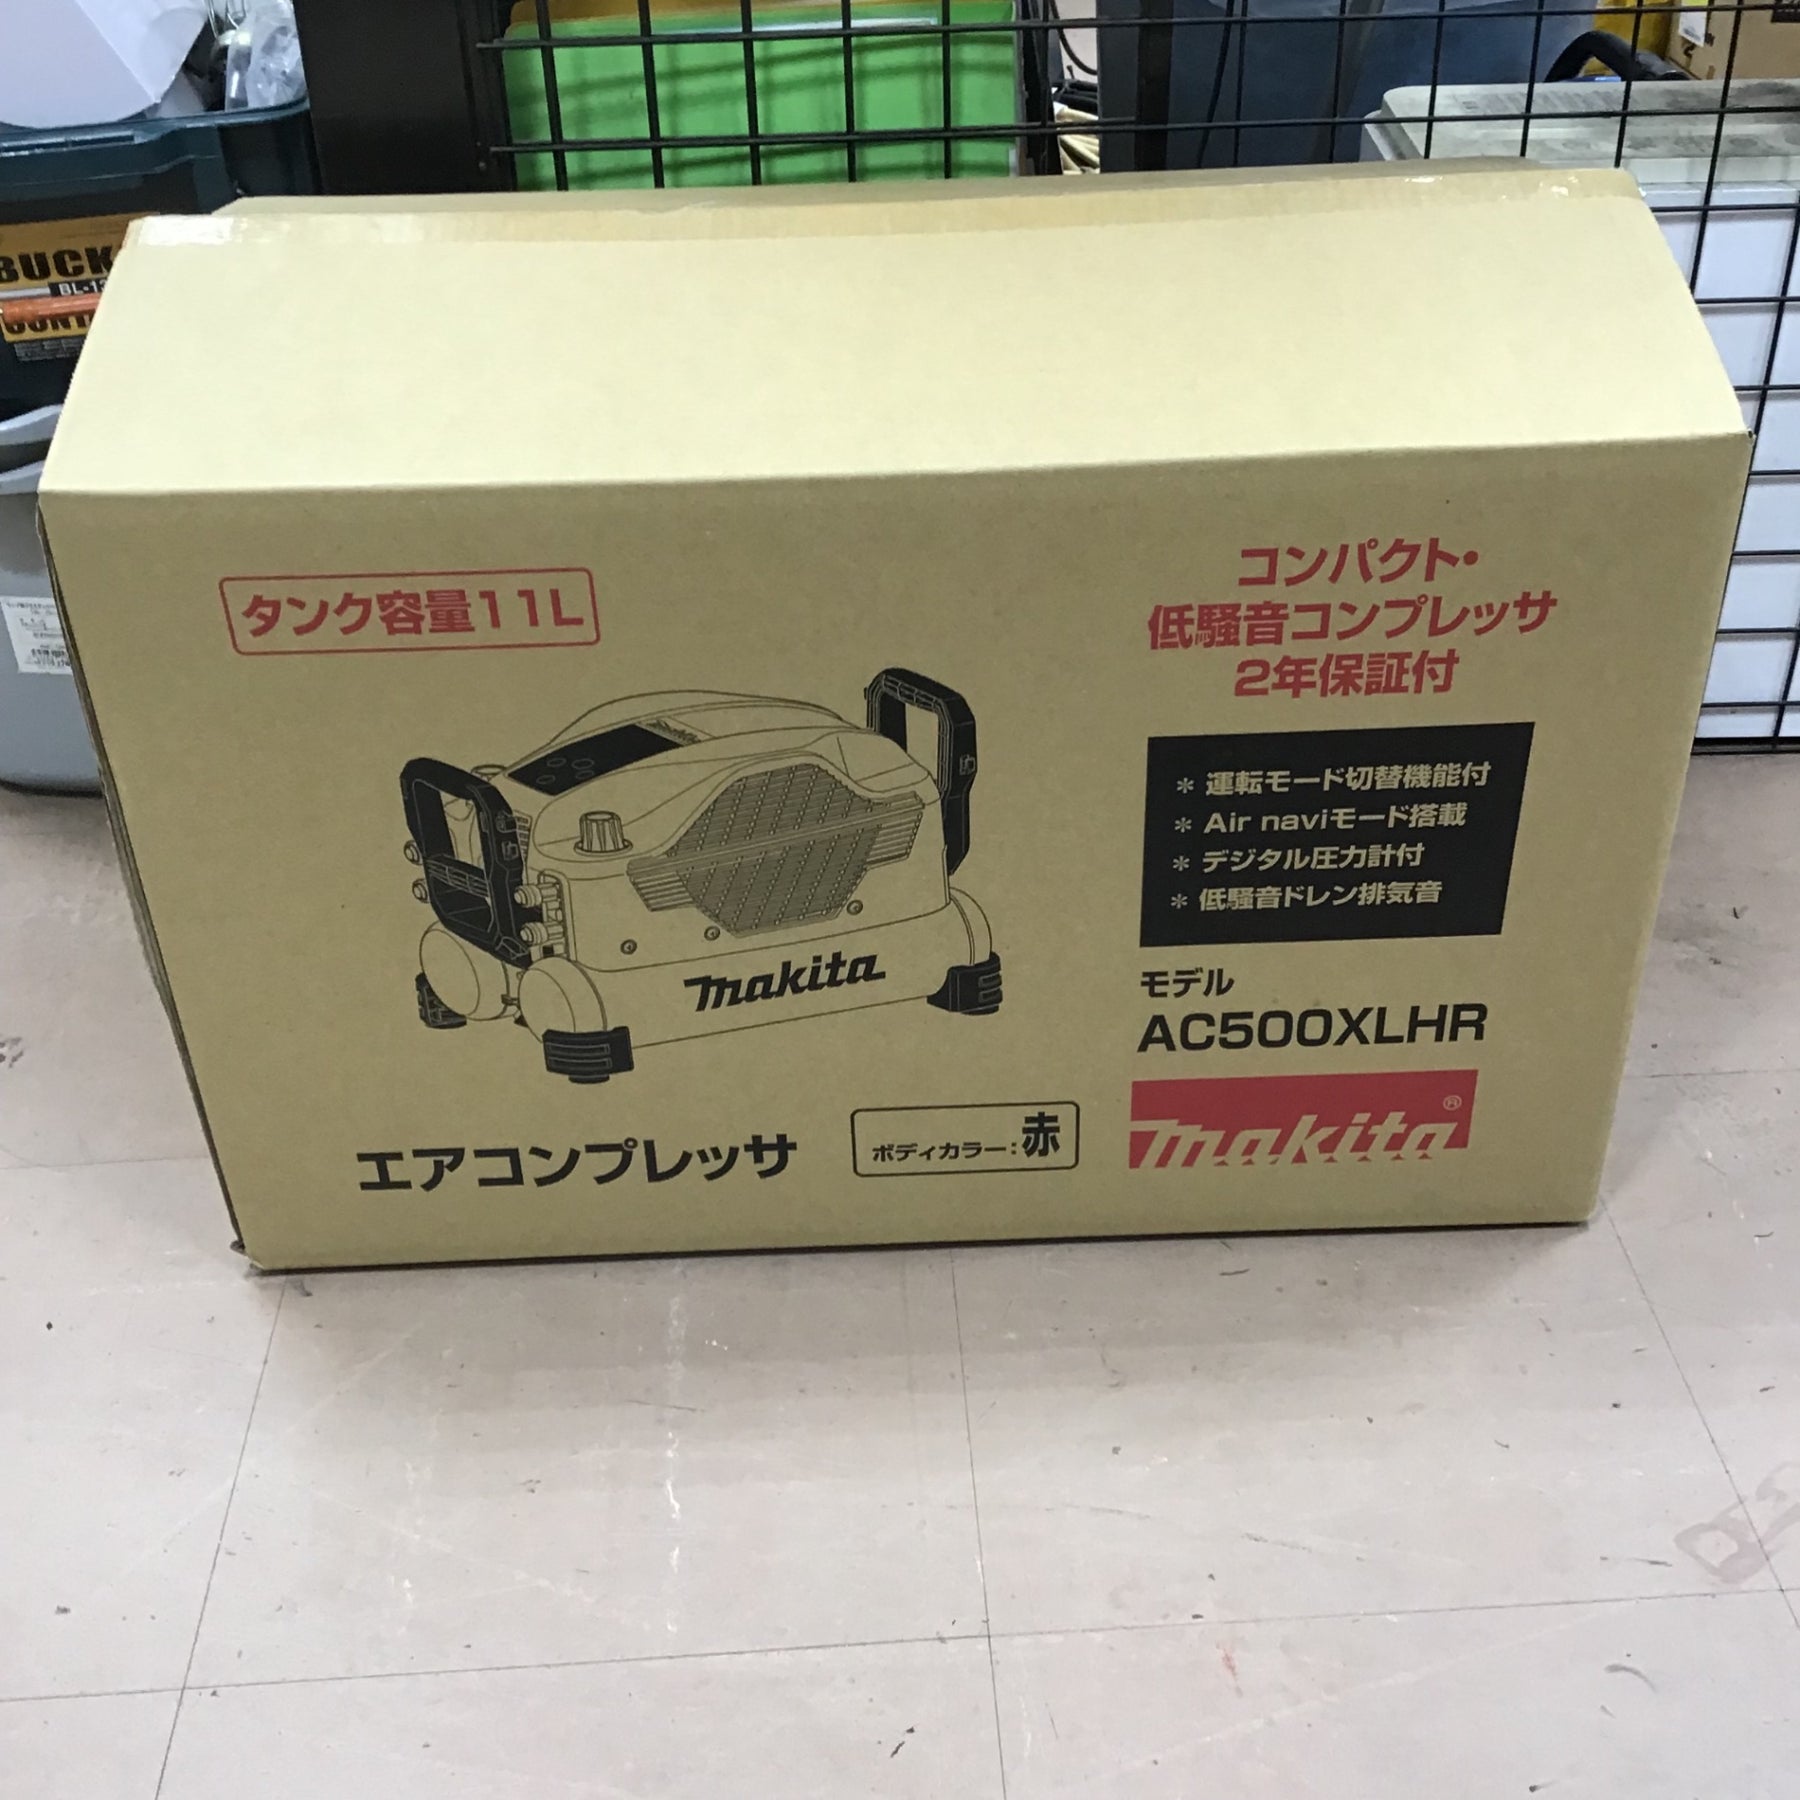 BUCK
BL-13
タンク容量11L
コンパクト・
低騒音コンプレッサ
2年保証付
＊ 運転モード切替機能付
＊ Air naviモード搭載
＊ デジタル圧力計付
＊ 低騒音ドレン排気音
makita
モデル
AC500XLHR
makita®
エアコンプレッサ
ボディカラー：赤